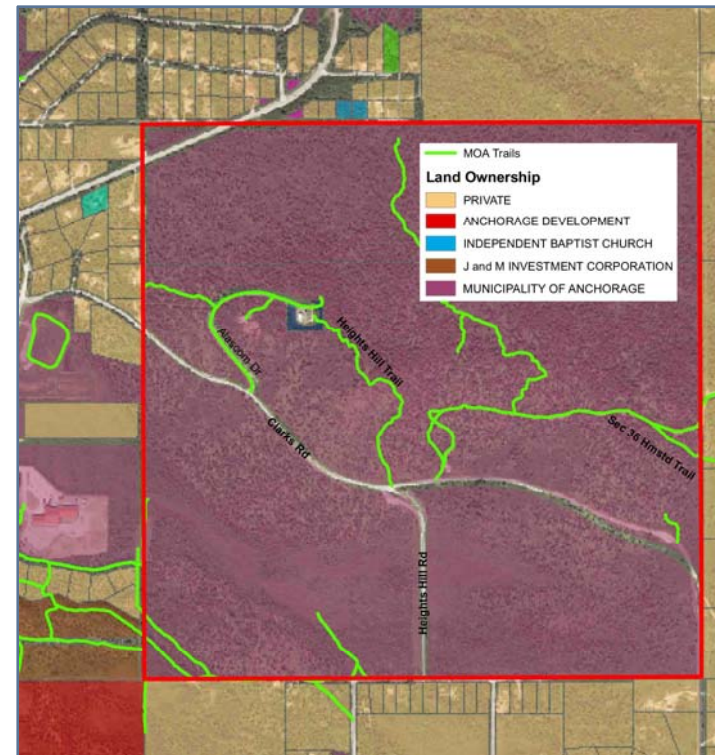 MOA Trails
Land Ownership
PRIVATE
ANCHORAGE DEVELOPMENT
INDEPENDENT BAPTIST CHURCH
J and M INVESTMENT CORPORATION
MUNICIPALITY OF ANCHORAGE
Alascom Dr
Heights Hill Trail
Clarks Rd
Sec 36 Hmstd Trail
Heights Hill Rd